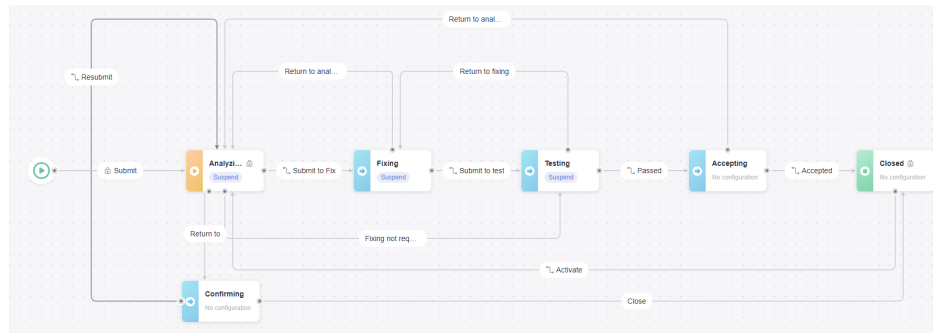 Return to anal...
Resubmit
Return to anal...
Return to fixing
Submit
Analyzi...
Suspend
Submit to Fix
Fixing
Suspend
Submit to test
Testing
Suspend
Passed
Accepting
No configuration
Accepted
Closed
No configuration
Return to
Fixing not req...
Activate
Confirming
No configuration
Close